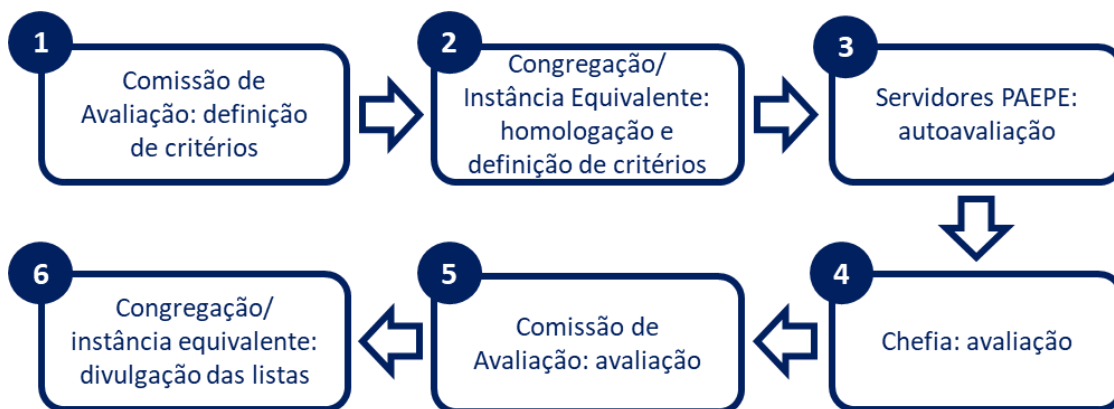 1
Comissão de
Avaliação: definição
de critérios
2
Congregação/
Instância Equivalente:
homologação e
definição de critérios
3
Servidores PAEPE:
autoavaliação
4
Chefia: avaliação
5
Comissão de
Avaliação: avaliação
6
Congregação/
instância equivalente:
divulgação das listas